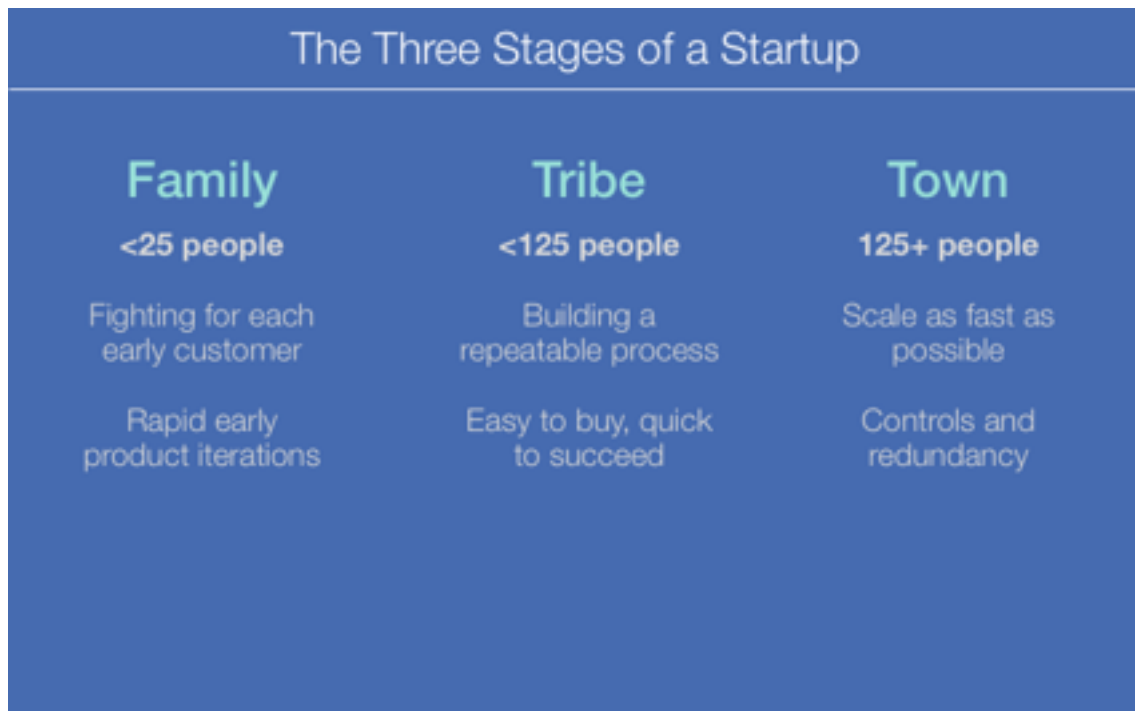 The Three Stages of a Startup
Family
<25 people
Fighting for each
early customer
Rapid early
product iterations
Tribe
<125 people
Building a
repeatable process
Easy to buy, quick
to succeed
Town
125+ people
Scale as fast as
possible
Controls and
redundancy